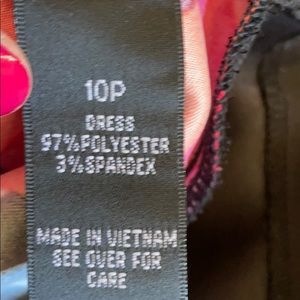 10P
DRESS
97%POLYESTER
3%SPANDEX
MADE IN VIETNAM
SEE OVER FOR
CARE